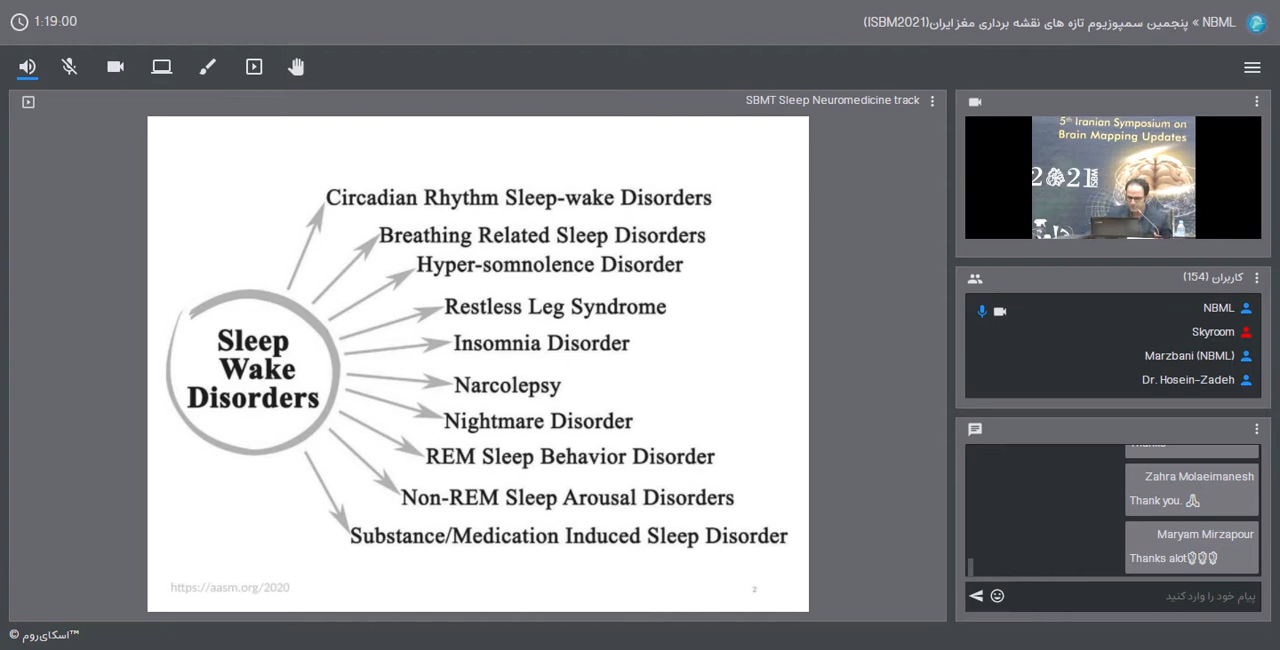 1:19:00
NBML » پنجمین سمپوزیوم تازه های نقشه برداری مغز ایران(ISBM2021)
SBMT Sleep Neuromedicine track
Circadian Rhythm Sleep-wake Disorders
Breathing Related Sleep Disorders
Hyper-somnolence Disorder
Restless Leg Syndrome
Insomnia Disorder
Narcolepsy
Nightmare Disorder
REM Sleep Behavior Disorder
Non-REM Sleep Arousal Disorders
Substance/Medication Induced Sleep Disorder
Sleep
Wake
Disorders
https://aasm.org/2020
2
5th Iranian Symposium on
Brain Mapping Updates
2021 ISBM
کاربران (154)
NBML
Skyroom
Marzbani (NBML)
Dr. Hosein-Zadeh
Thanks
Zahra Molaeimanesh
Thank you..
Maryam Mirzapour
Thanks alot
پیام خود را وارد کنید
© اسکای‌روم™